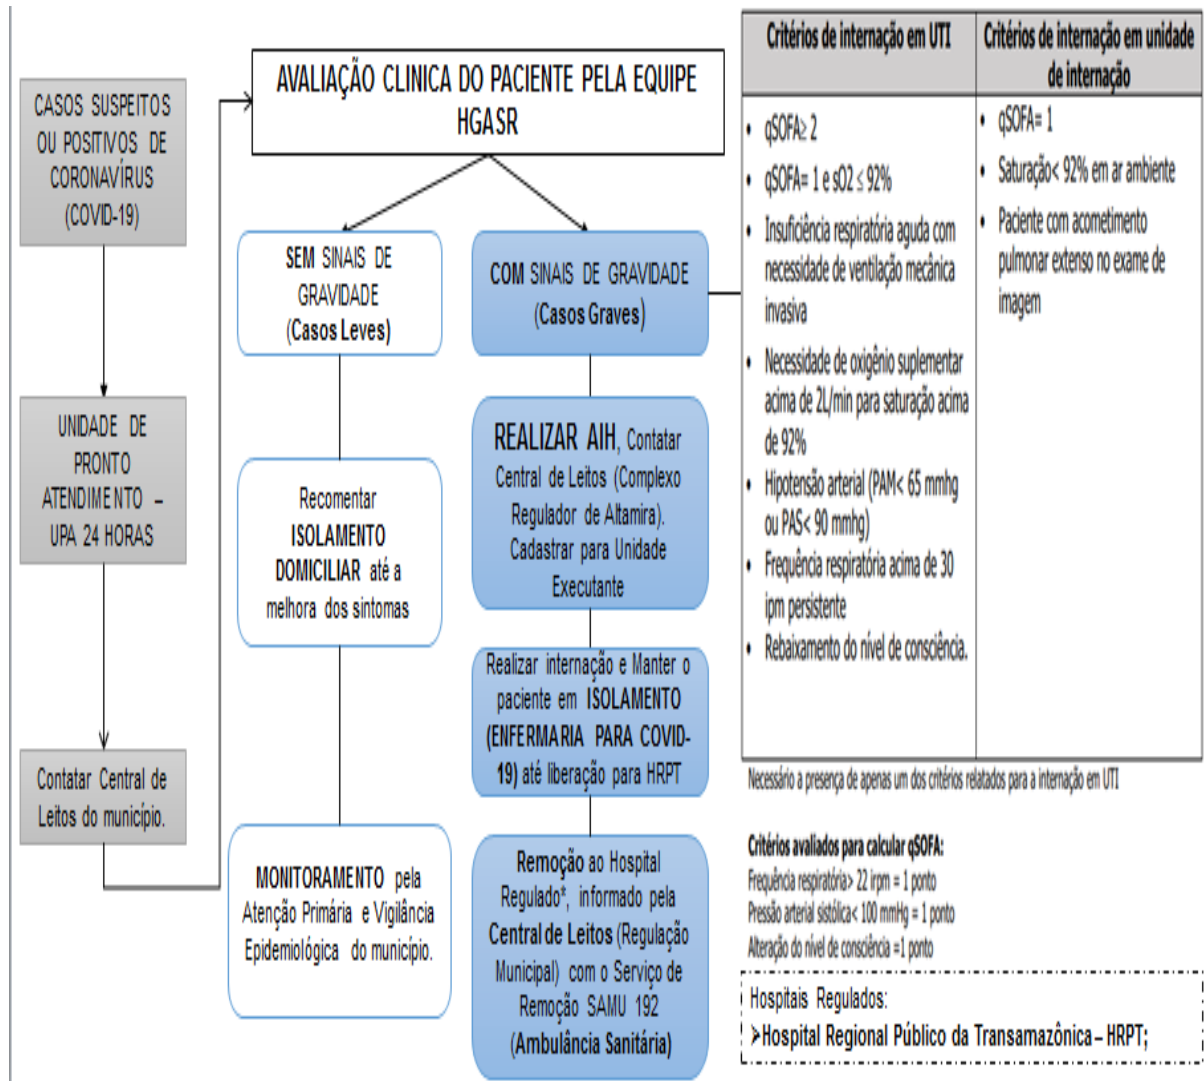 CASOS SUSPEITOS
OU POSITIVOS DE
CORONAVÍRUS
(COVID-19)
UNIDADE DE
PRONTO
ATENDIMENTO –
UPA 24 HORAS
Contatar Central de
Leitos do município.
AVALIAÇÃO CLINICA DO PACIENTE PELA EQUIPE
HGASR
SEM SINAIS DE
GRAVIDADE
(Casos Leves)
Recomentar
ISOLAMENTO
DOMICILIAR até a
melhora dos sintomas
MONITORAMENTO pela
Atenção Primária e Vigilância
Epidemiológica do município.
COM SINAIS DE GRAVIDADE
(Casos Graves)
REALIZAR AIH, Contatar
Central de Leitos (Complexo
Regulador de Altamira).
Cadastrar para Unidade
Executante
Realizar internação e Manter o
paciente em ISOLAMENTO
(ENFERMARIA PARA COVID-
19) até liberação para HRPT
Remoção ao Hospital
Regulado*, informado pela
Central de Leitos (Regulação
Municipal) com o Serviço de
Remoção SAMU 192
(Ambulância Sanitária)
Critérios de internação em UTI
• qSOFA≥ 2
• qSOFA= 1 e sO2 ≤ 92%
• Insuficiência respiratória aguda com
necessidade de ventilação mecânica
invasiva
• Necessidade de oxigênio suplementar
acima de 2L/min para saturação acima
de 92%
• Hipotensão arterial (PAM< 65 mmhg
ou PAS< 90 mmhg)
• Frequência respiratória acima de 30
ipm persistente
• Rebaixamento do nível de consciência.
Critérios de internação em unidade
de internação
• qSOFA= 1
• Saturação< 92% em ar ambiente
• Paciente com acometimento
pulmonar extenso no exame de
imagem
Necessário a presença de apenas um dos critérios relatados para a internação em UTI
Critérios avaliados para calcular qSOFA:
Frequência respiratória> 22 irpm = 1 ponto
Pressão arterial sistólica< 100 mmHg = 1 ponto
Alteração do nível de consciência =1 ponto
Hospitais Regulados:
➢Hospital Regional Público da Transamazônica – HRPT;